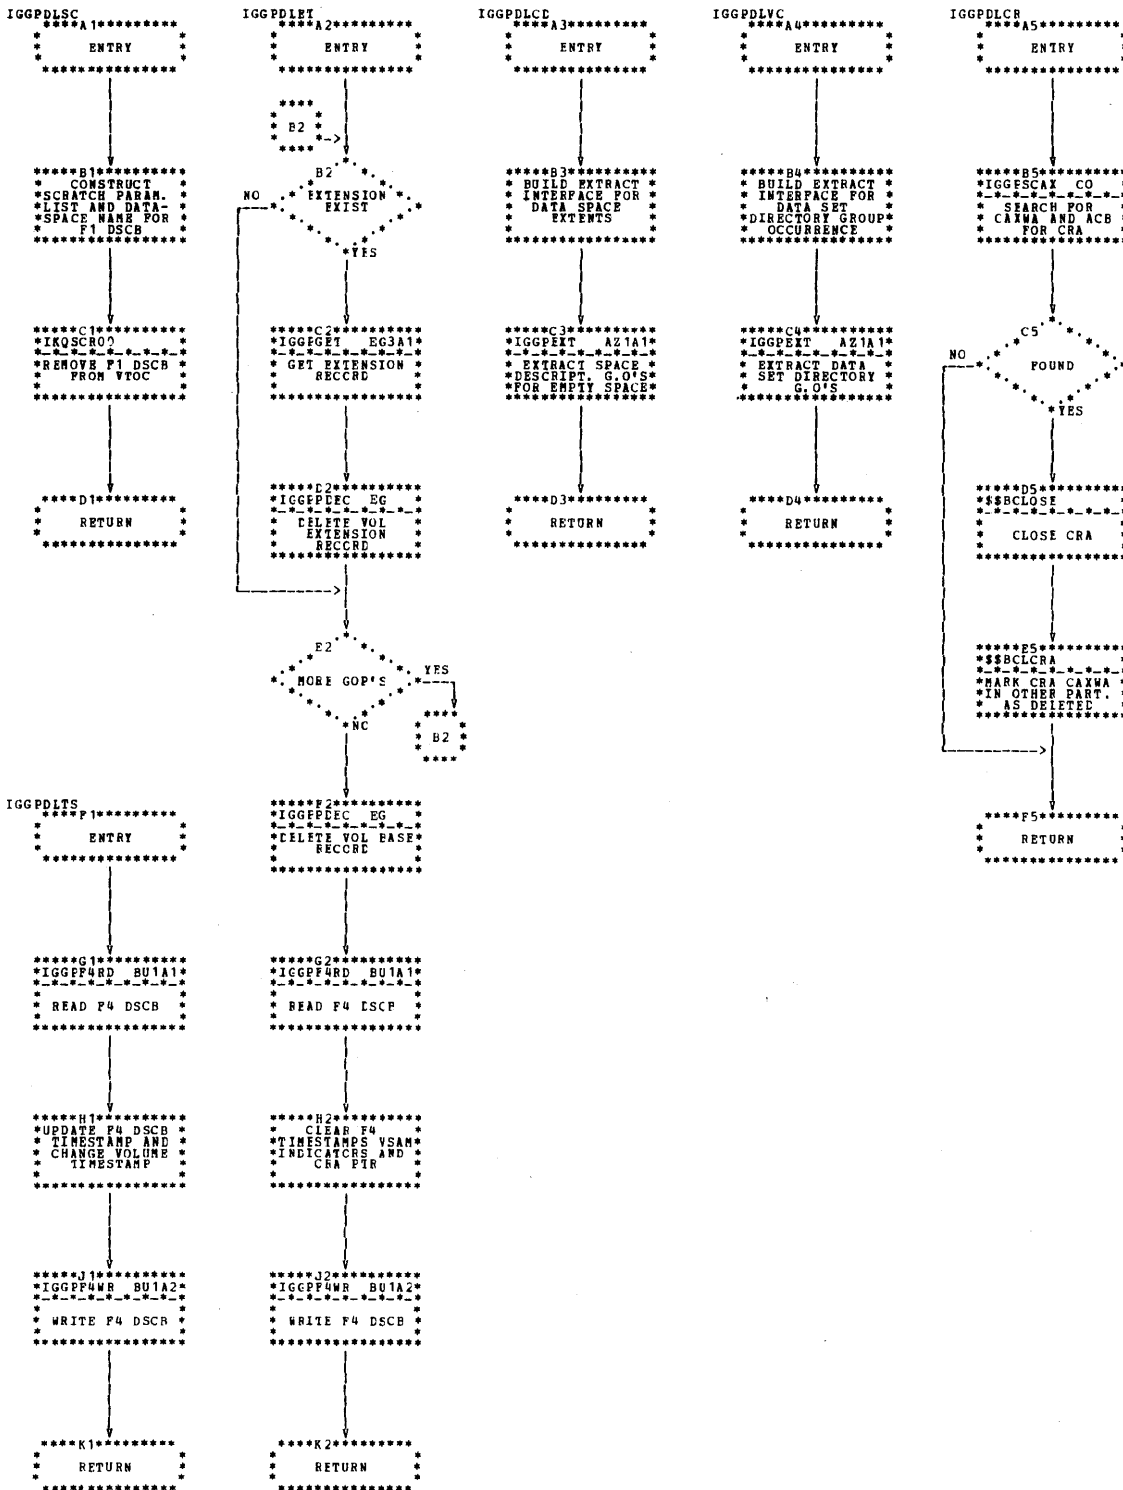 IGGPDLSC
A1
ENTRY
B1
CONSTRUCT
SCRATCH PARAM.
LIST AND DATA-
SPACE NAME FOR
F1 DSCB
C1
IKQSCR00
REMOVE F1 DSCB
FROM VTOC
D1
RETURN
IGGPDLTS
F1
ENTRY
G1
IGGPF4RD BU1A1
READ F4 DSCB
H1
UPDATE F4 DSCB
TIMESTAMP AND
CHANGE VOLUME
TIMESTAMP
J1
IGGPF4WR BU1A2
WRITE F4 DSCB
K1
RETURN
A2
ENTRY
B2
B2
NO
EXTENSION
EXIST
YES
C2
IGGPGET EG3A1
GET EXTENSION
RECORD
D2
IGGPPDEC EG
DELETE VOL
EXTENSION
RECORD
E2
MORE GOP'S
YES
B2
NO
F2
IGGPPDEC EG
DELETE VOL BASE
RECORD
G2
IGGPF4RD BU1A1
READ F4 DSCB
H2
CLEAR F4
TIMESTAMPS VSAM
INDICATORS AND
CRA PTR
J2
IGGPF4WR BU1A2
WRITE F4 DSCB
K2
RETURN
A3
ENTRY
B3
BUILD EXTRACT
INTERFACE FOR
DATA SPACE
EXTENTS
C3
IGGPEXT AZ1A1
EXTRACT SPACE
DESCRIPT. G.O'S
FOR EMPTY SPACE
D3
RETURN
IGGPDLVC
A4
ENTRY
B4
BUILD EXTRACT
INTERFACE FOR
DATA SET
DIRECTORY GROUP
OCCURRENCE
C4
IGGPEXT AZ1A1
EXTRACT DATA
SET DIRECTORY
G.O'S
D4
RETURN
IGGPDLCR
A5
ENTRY
B5
IGGPSCAX CO
SEARCH FOR
CAXWA AND ACB
FOR CRA
C5
NO
FOUND
YES
D5
$$BCLOSE
CLOSE CRA
E5
$$BCLCRA
MARK CRA CAXWA
IN OTHER PART.
AS DELETED
F5
RETURN